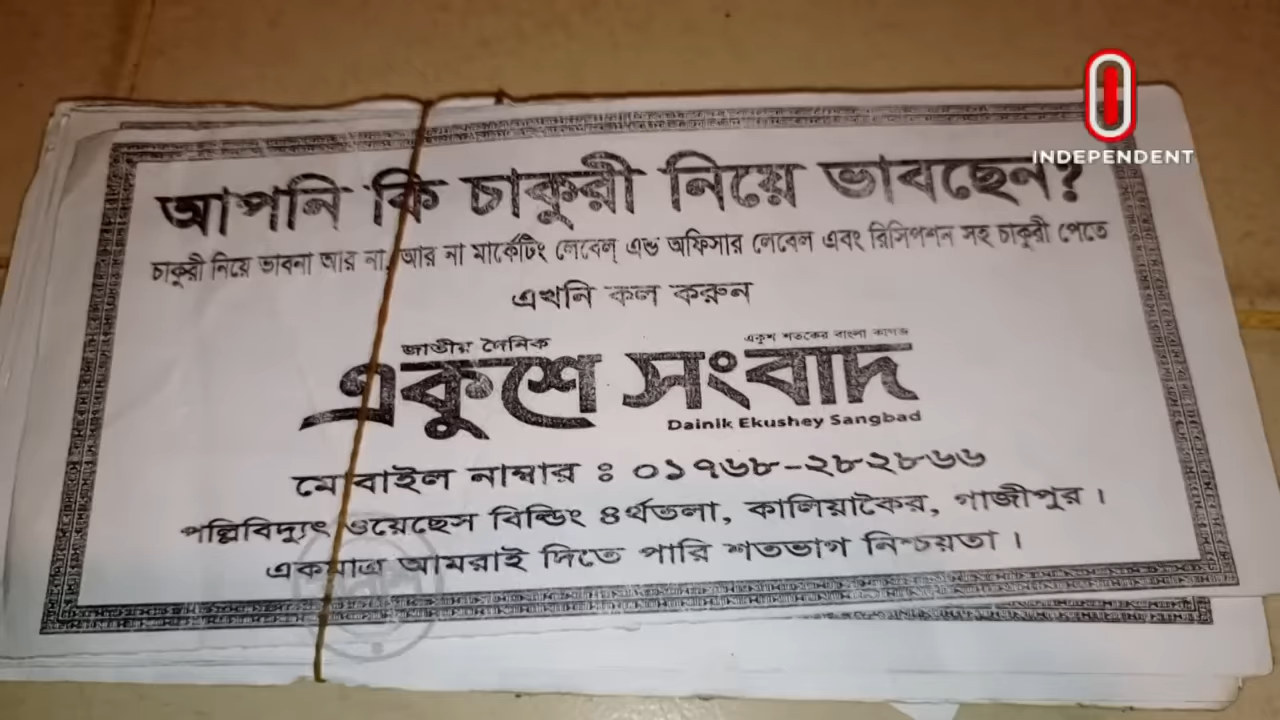 INDEPENDENT
আপনি কি চাকুরী নিয়ে ভাবছেন?
চাকুরী নিয়ে ভাবনা আর না, আর না মার্কেটিং লেবেল্ এন্ড অফিসার লেবেল এবং রিসিপশন সহ চাকুরী পেতে
এখনি কল করুন
জাতীয় দৈনিক
একুশ শতকের বাংলা কাগজ
একুশে সংবাদ
Dainik Ekushey Sangbad
মোবাইল নাম্বার ঃ ০১৭৬৮-২৮২৮৬৬
পল্লিবিদ্যুৎ ওয়েছেস বিল্ডিং ৪র্থতলা, কালিয়াকৈর, গাজীপুর।
একমাত্র আমরাই দিতে পারি শতভাগ নিশ্চয়তা।